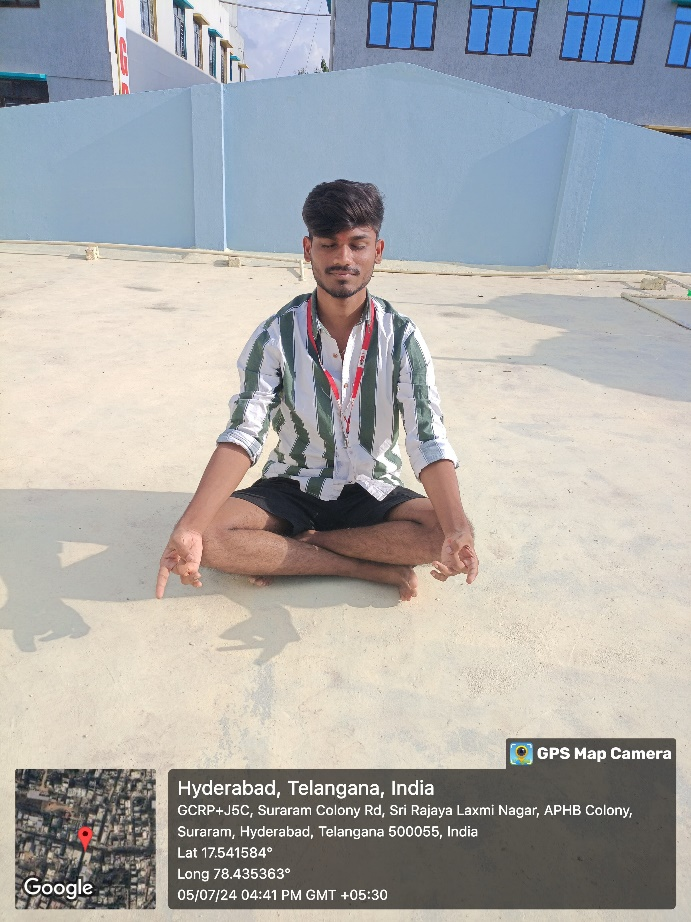 GPS Map Camera
Hyderabad, Telangana, India
GCRP+J5C, Suraram Colony Rd, Sri Rajaya Laxmi Nagar, APHB Colony,
Suraram, Hyderabad, Telangana 500055, India
Lat 17.541584°
Long 78.435363°
05/07/24 04:41 PM GMT +05:30
Google